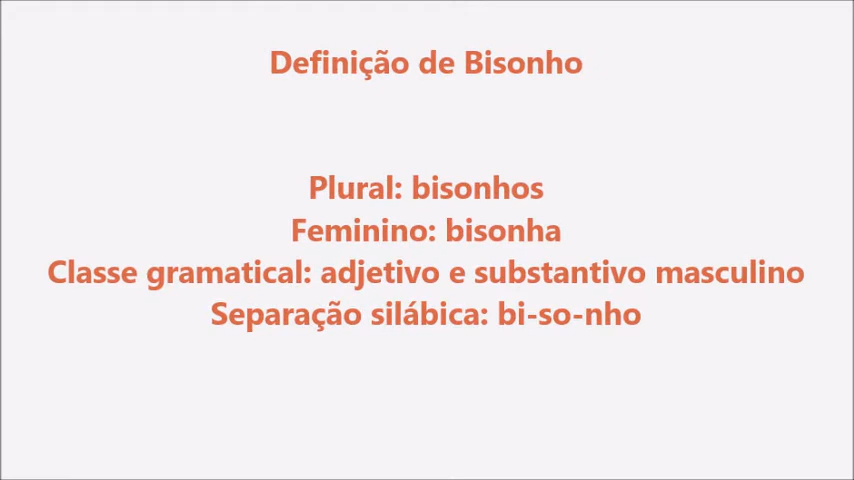 Definição de Bisonho
Plural: bisonhos
Feminino: bisonha
Classe gramatical: adjetivo e substantivo masculino
Separação silábica: bi-so-nho